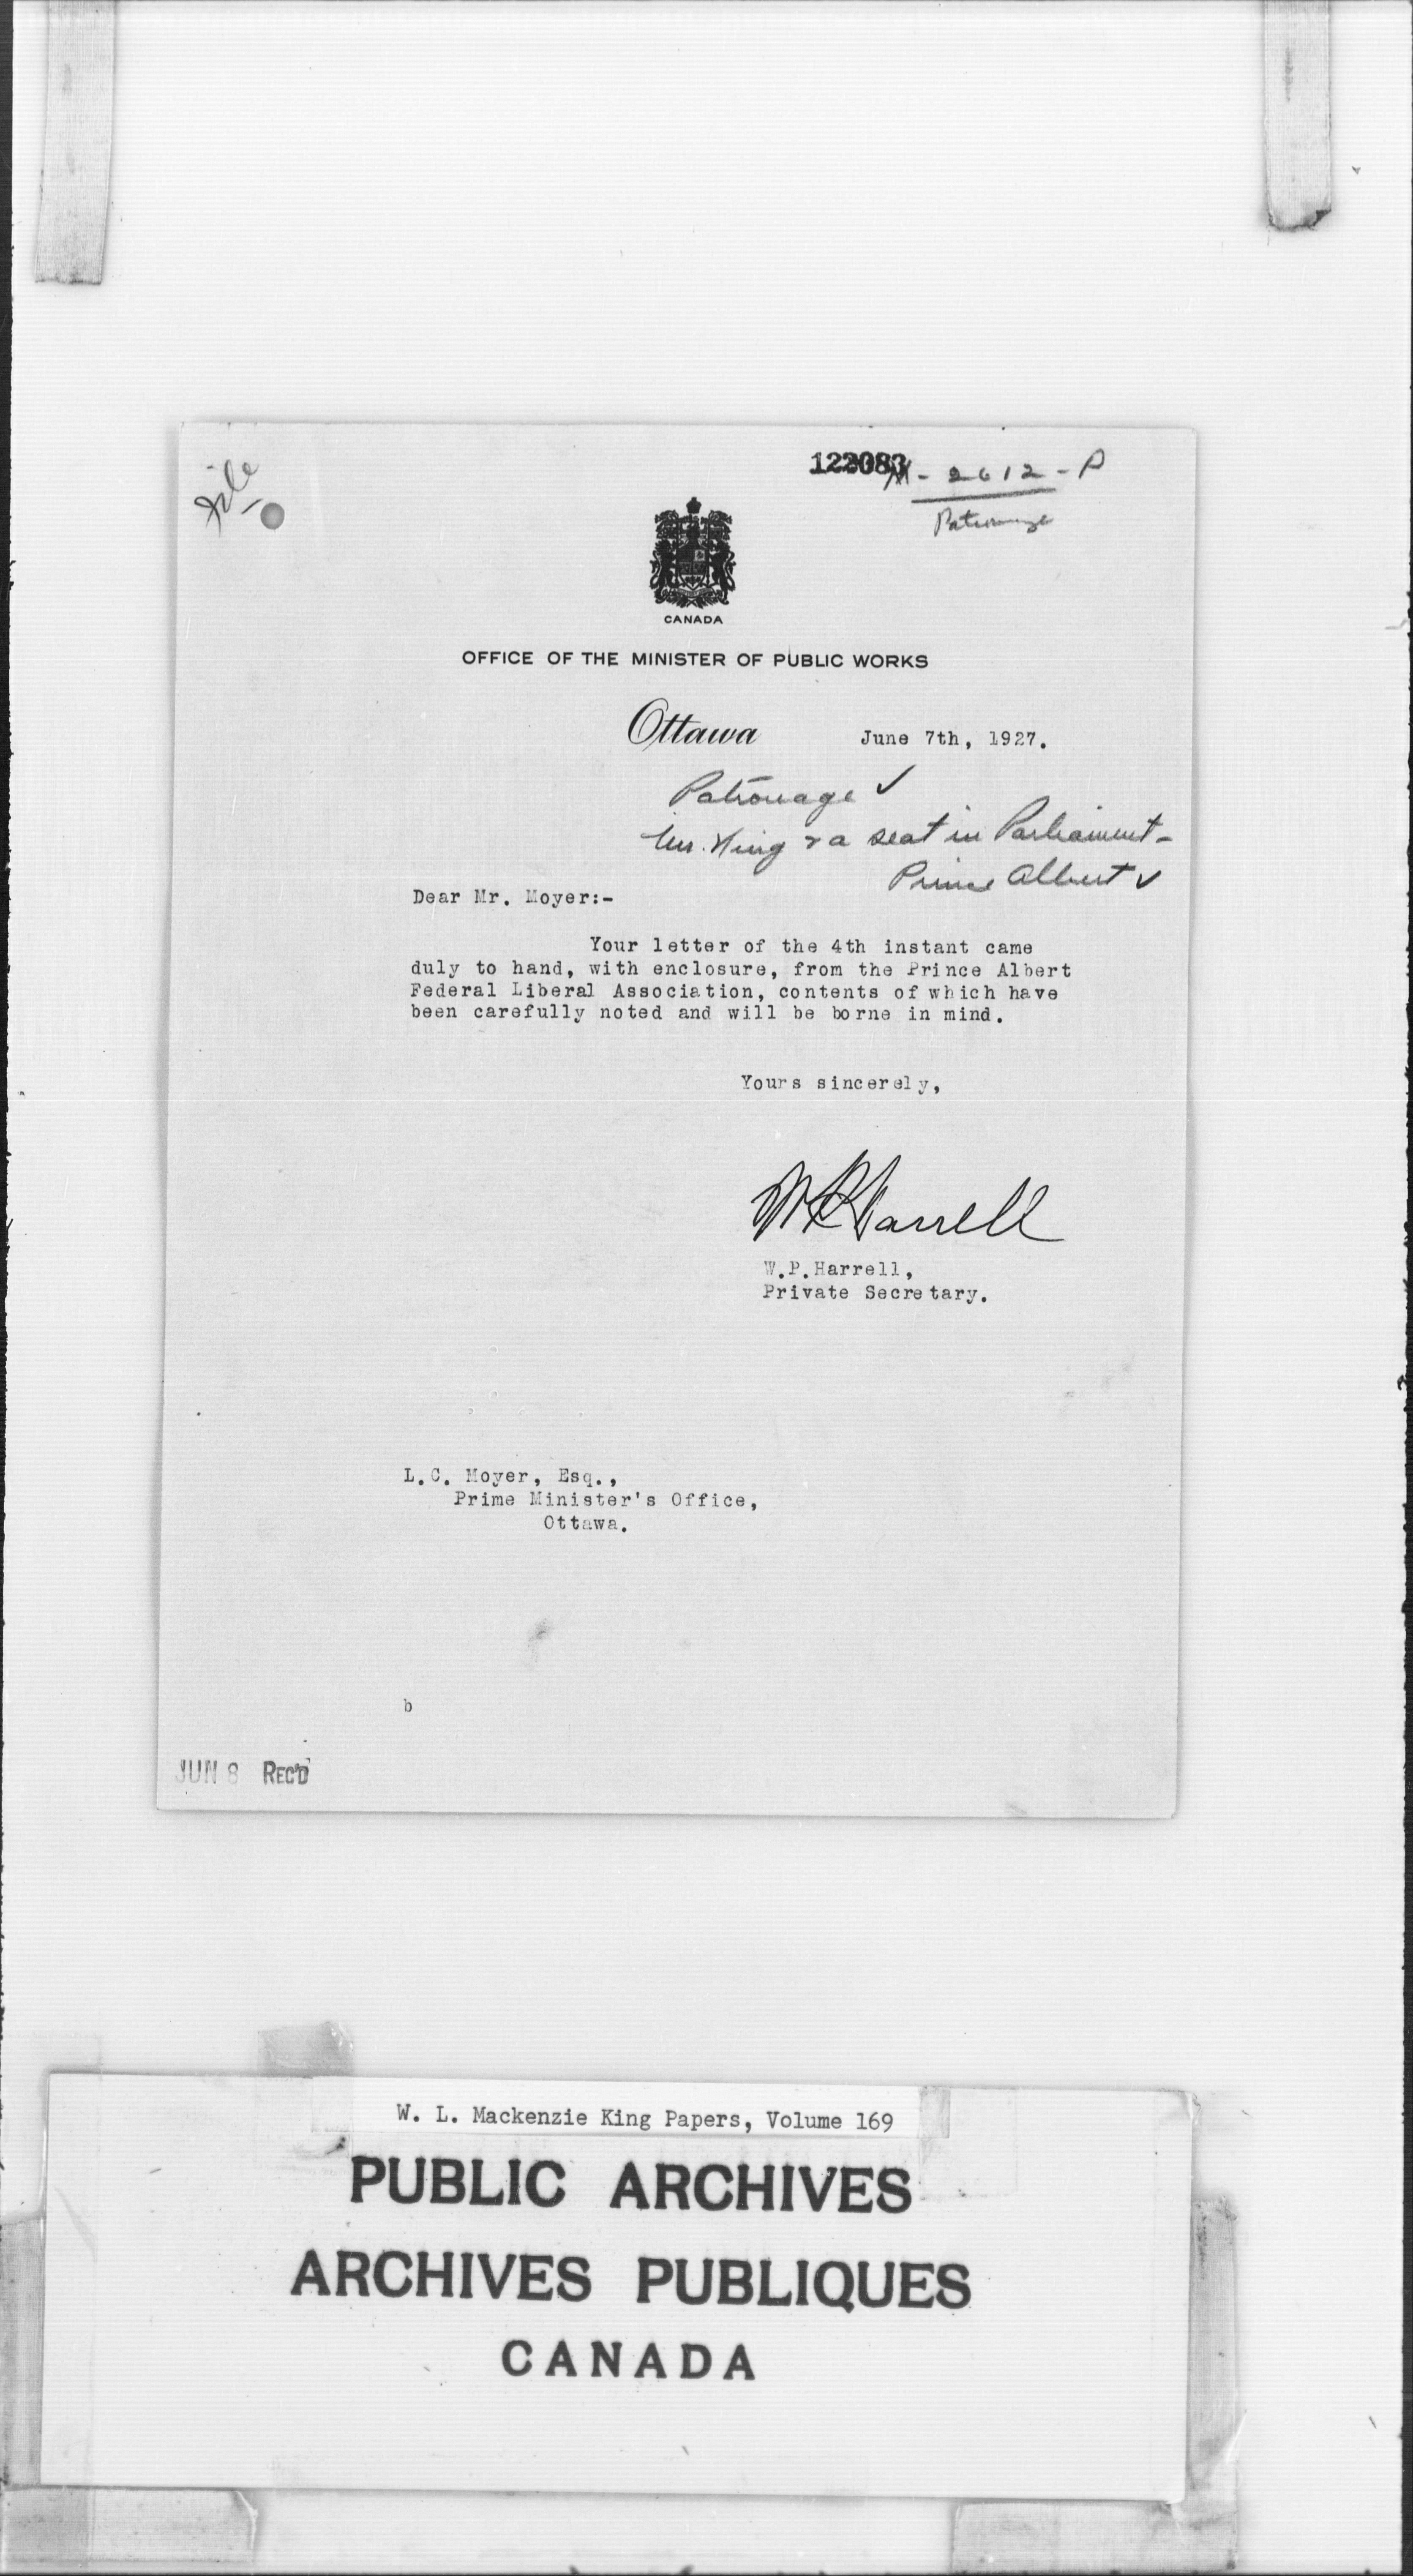 File
122083
M-2612-P
Patronage
CANADA
OFFICE OF THE MINISTER OF PUBLIC WORKS
Ottawa June 7th, 1927.
Patronage ✓
Mr. King & a seat in Parliament-
Prince Albert ✓
Dear Mr. Moyer:-
Your letter of the 4th instant came
duly to hand, with enclosure, from the Prince Albert
Federal Liberal Association, contents of which have
been carefully noted and will be borne in mind.
Yours sincerely,
WPHarrell
W.P.Harrell,
Private Secretary.
L.C. Moyer, Esq.,
Prime Minister's Office,
Ottawa.
b
JUN 8 REC'D
W. L. Mackenzie King Papers, Volume 169
PUBLIC ARCHIVES
ARCHIVES PUBLIQUES
CANADA